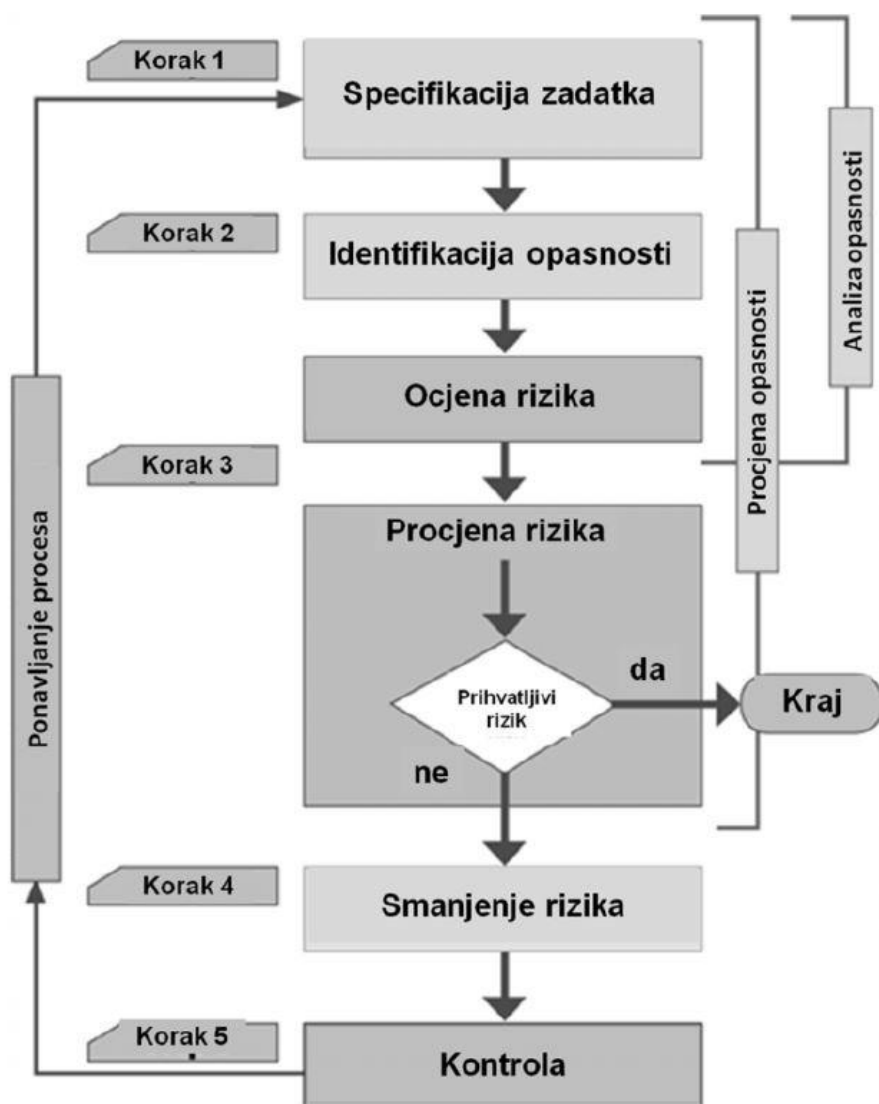 Korak 1
Specifikacija zadatka
Korak 2
Identifikacija opasnosti
Ocjena rizika
Korak 3
Procjena rizika
Prihvatljivi
rizik
da
ne
Kraj
Korak 4
Smanjenje rizika
Korak 5
Kontrola
Ponavljanje procesa
Procjena opasnosti
Analiza opasnosti